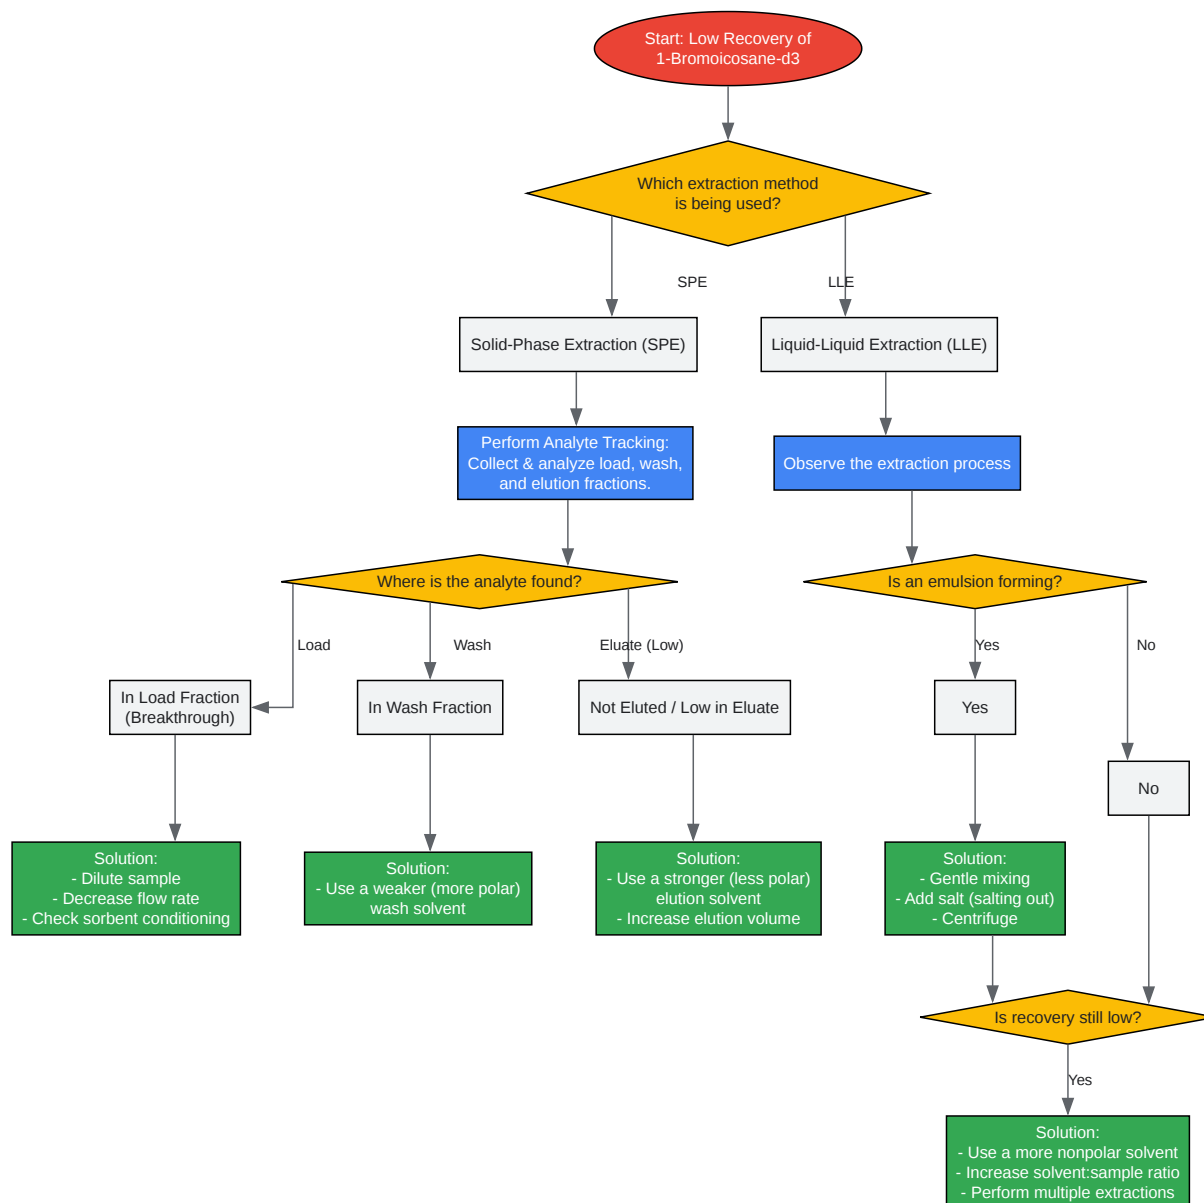 Start: Low Recovery of
1-Bromoicosane-d3
Which extraction method
is being used?
SPE
LLE
Solid-Phase Extraction (SPE)
Liquid-Liquid Extraction (LLE)
Perform Analyte Tracking:
Collect & analyze load, wash,
and elution fractions.
Observe the extraction process
Where is the analyte found?
Is an emulsion forming?
Load
Wash
Eluate (Low)
Yes
No
In Load Fraction
(Breakthrough)
In Wash Fraction
Not Eluted / Low in Eluate
Yes
No
Solution:
- Dilute sample
- Decrease flow rate
- Check sorbent conditioning
Solution:
- Use a weaker (more polar)
wash solvent
Solution:
- Use a stronger (less polar)
elution solvent
- Increase elution volume
Solution:
- Gentle mixing
- Add salt (salting out)
- Centrifuge
Is recovery still low?
Yes
Solution:
- Use a more nonpolar solvent
- Increase solvent:sample ratio
- Perform multiple extractions